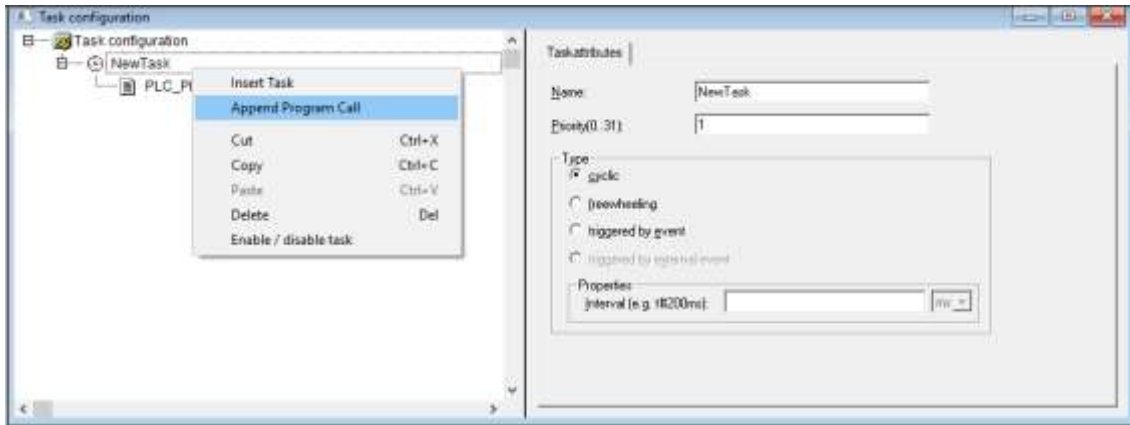 Task configuration
Task configuration
NewTask
PLC_P
Insert Task
Append Program Call
Cut Ctrl+X
Copy Ctrl+C
Paste Ctrl+V
Delete Del
Enable / disable task
Taskattributes
Name: NewTask
Priority(0..31): 1
Type
cyclic
freewheeling
triggered by event
triggered by external event
Properties
Interval (e.g. t#200ms): ms